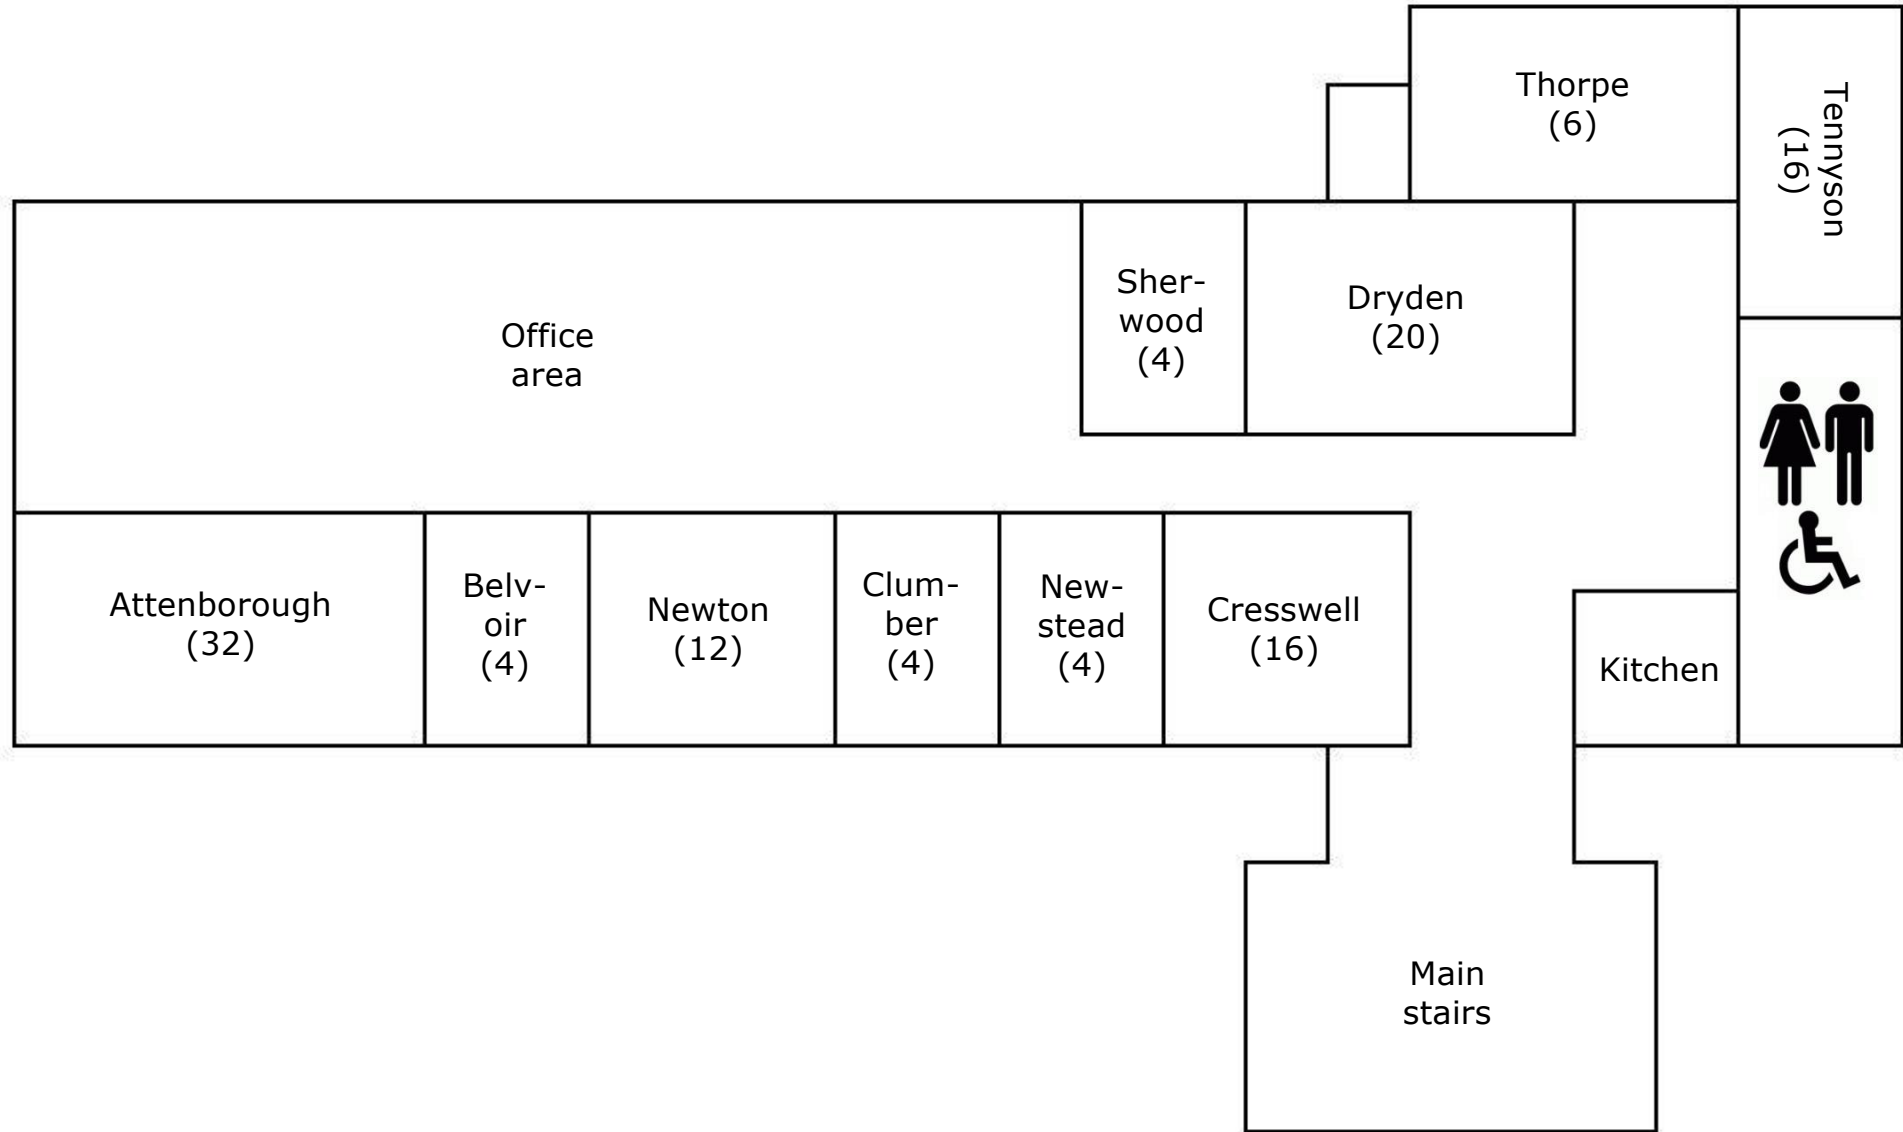 Thorpe
(6)
Tennyson
(16)
Office
area
Sher-
wood
(4)
Dryden
(20)
Attenborough
(32)
Belv-
oir
(4)
Newton
(12)
Clum-
ber
(4)
New-
stead
(4)
Cresswell
(16)
Kitchen
Main
stairs